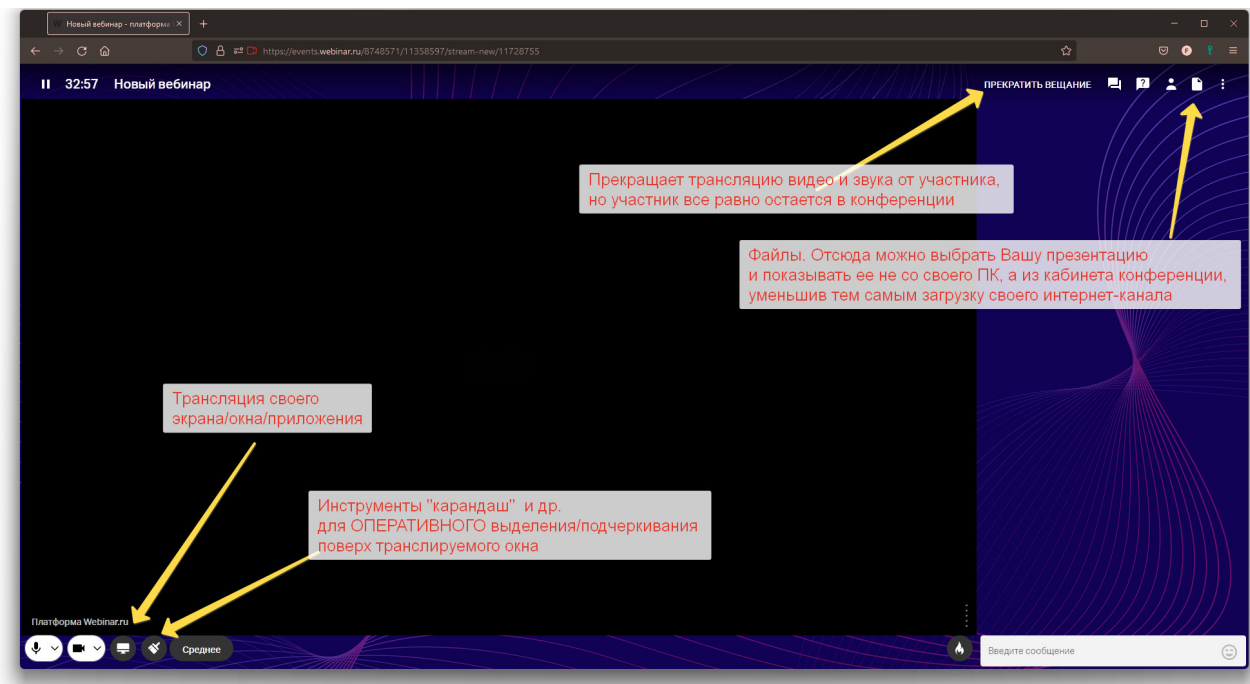 Новый вебинар - платформа
https://events.webinar.ru/8748571/11358597/stream-new/11728755
32:57 Новый вебинар
ПРЕКРАТИТЬ ВЕЩАНИЕ
Прекращает трансляцию видео и звука от участника,
но участник все равно остается в конференции
Файлы. Отсюда можно выбрать Вашу презентацию
и показывать ее не со своего ПК, а из кабинета конференции,
уменьшив тем самым загрузку своего интернет-канала
Трансляция своего
экрана/окна/приложения
Инструменты "карандаш" и др.
для ОПЕРАТИВНОГО выделения/подчеркивания
поверх транслируемого окна
Платформа Webinar.ru
Среднее
Введите сообщение